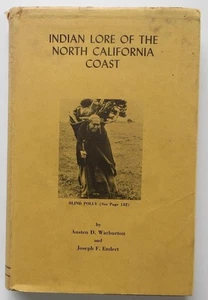 INDIAN LORE OF THE
NORTH CALIFORNIA
COAST
BLIND POLLY (See Page 132)
by
Austen D. Warburton
and
Joseph F. Endert